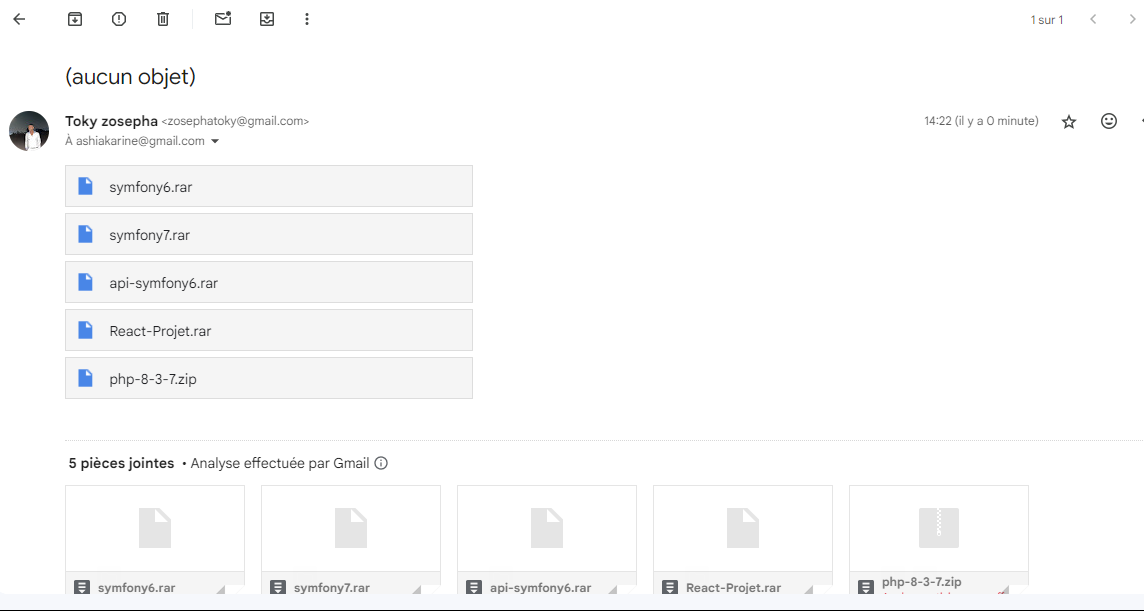 1 sur 1
(aucun objet)
Toky zosepha <zosephatoky@gmail.com>
14:22 (il y a 0 minute)
À ashiakarine@gmail.com
symfony6.rar
symfony7.rar
api-symfony6.rar
React-Projet.rar
php-8-3-7.zip
5 pièces jointes • Analyse effectuée par Gmail
symfony6.rar
symfony7.rar
api-symfony6.rar
React-Projet.rar
php-8-3-7.zip